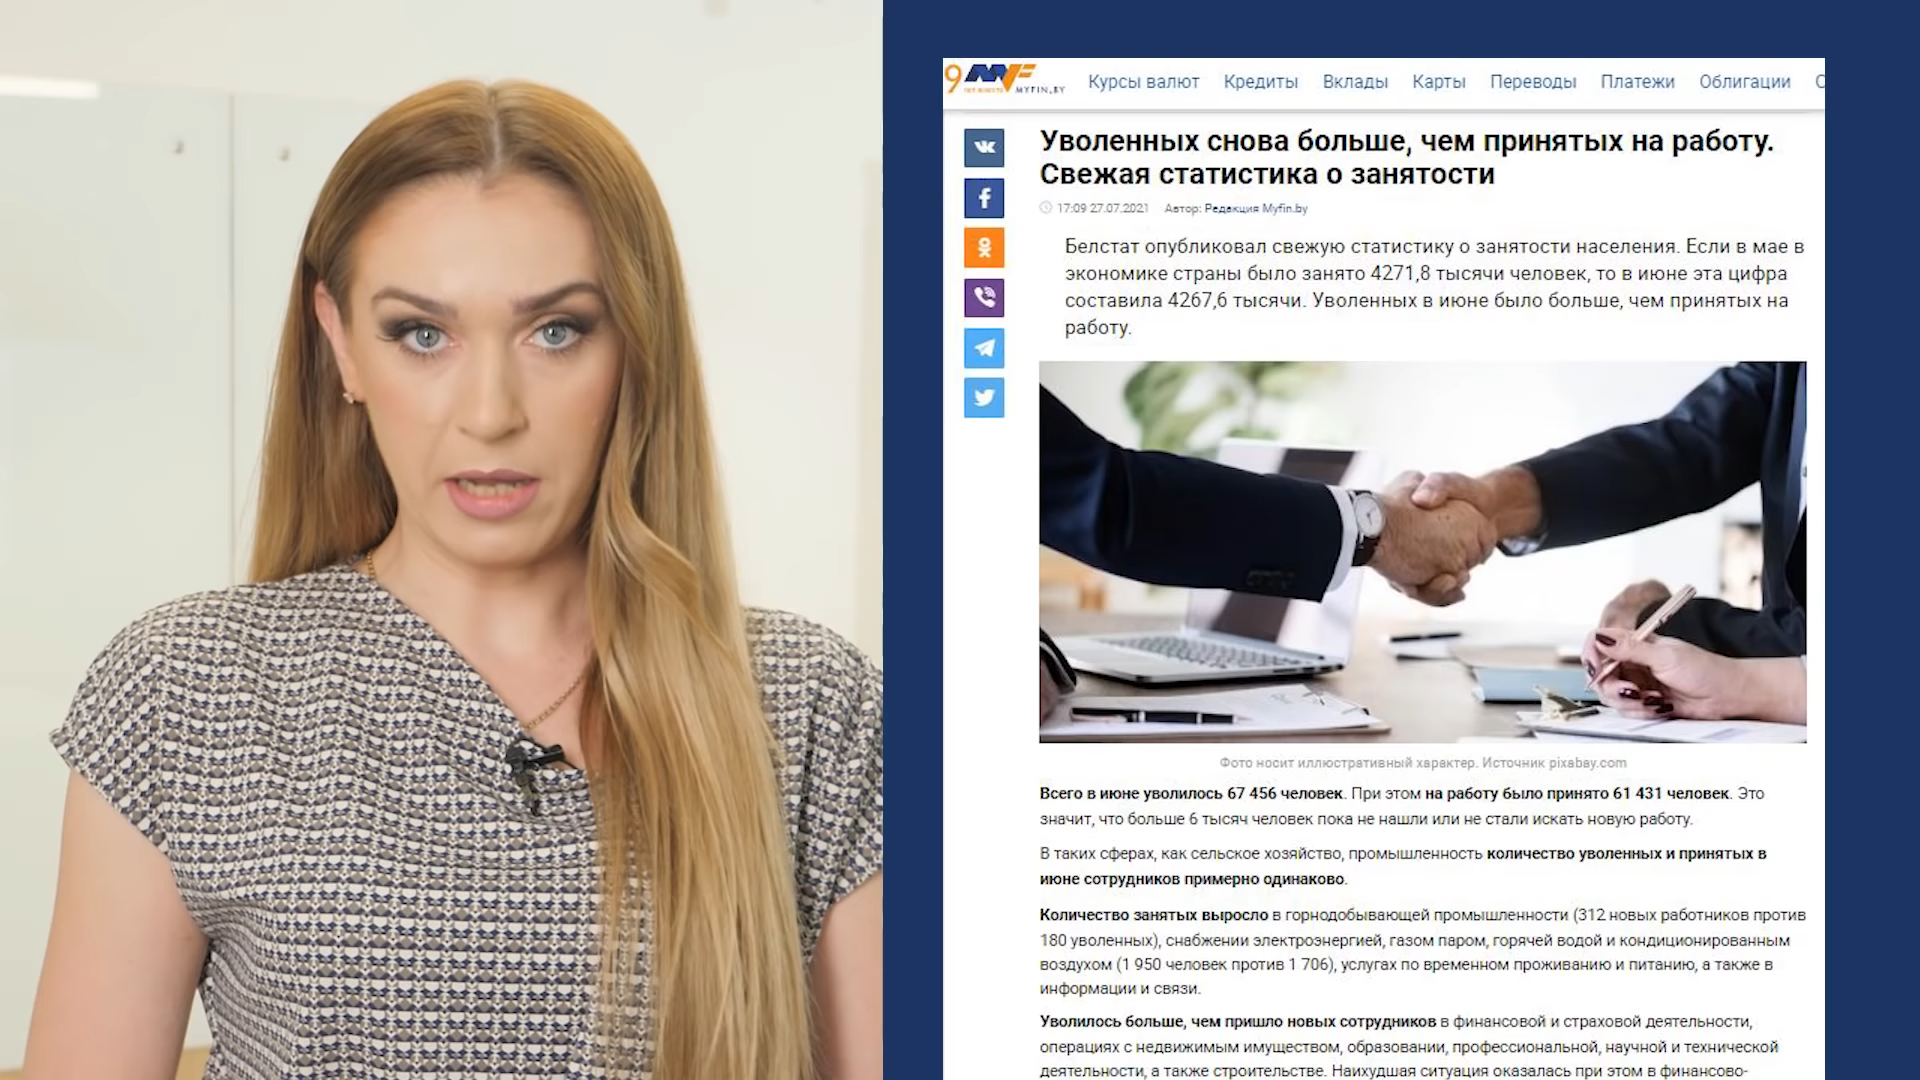 9 MYF
лет вместе MYFIN.BY
Курсы валют Кредиты Вклады Карты Переводы Платежи Облигации
Уволенных снова больше, чем принятых на работу.
Свежая статистика о занятости
17:09 27.07.2021 Автор: Редакция Myfin.by
Белстат опубликовал свежую статистику о занятости населения. Если в мае в
экономике страны было занято 4271,8 тысячи человек, то в июне эта цифра
составила 4267,6 тысячи. Уволенных в июне было больше, чем принятых на
работу.
Фото носит иллюстративный характер. Источник pixabay.com
Всего в июне уволилось 67 456 человек. При этом на работу было принято 61 431 человек. Это
значит, что больше 6 тысяч человек пока не нашли или не стали искать новую работу.
В таких сферах, как сельское хозяйство, промышленность количество уволенных и принятых в
июне сотрудников примерно одинаково.
Количество занятых выросло в горнодобывающей промышленности (312 новых работников против
180 уволенных), снабжении электроэнергией, газом паром, горячей водой и кондиционированным
воздухом (1 950 человек против 1 706), услугах по временном проживанию и питанию, а также в
информации и связи.
Уволилось больше, чем пришло новых сотрудников в финансовой и страховой деятельности,
операциях с недвижимым имуществом, образовании, профессиональной, научной и технической
деятельности, а также строительстве. Наихудшая ситуация оказалась при этом в финансово-